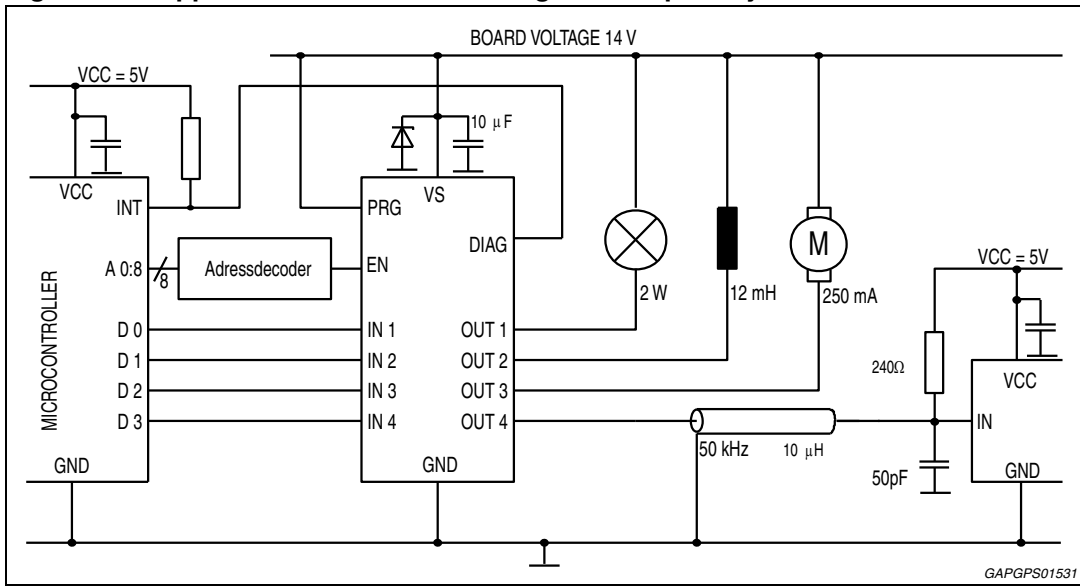 BOARD VOLTAGE 14 V
VCC = 5V
10 μF
VCC
VS
INT
PRG
DIAG
A 0:8
8
Adressdecoder
EN
VCC = 5V
2 W
12 mH
250 mA
M
MICROCONTROLLER
D 0
IN 1
OUT 1
D 1
IN 2
OUT 2
D 2
IN 3
OUT 3
D 3
IN 4
OUT 4
240Ω
VCC
IN
50 kHz
10 μH
GND
GND
50pF
GND
GAPGPS01531